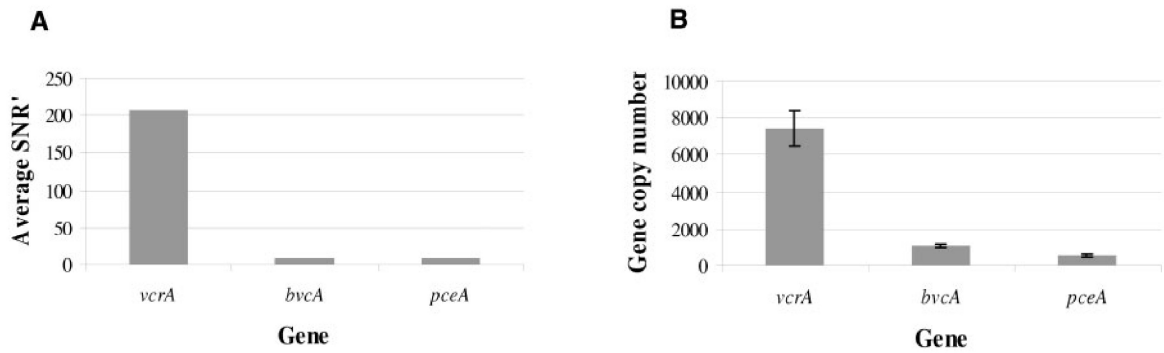 A
Average SNR'
250
200
150
100
50
0
vcrA
bvcA
pceA
Gene
B
Gene copy number
10000
8000
6000
4000
2000
0
vcrA
bvcA
pceA
Gene